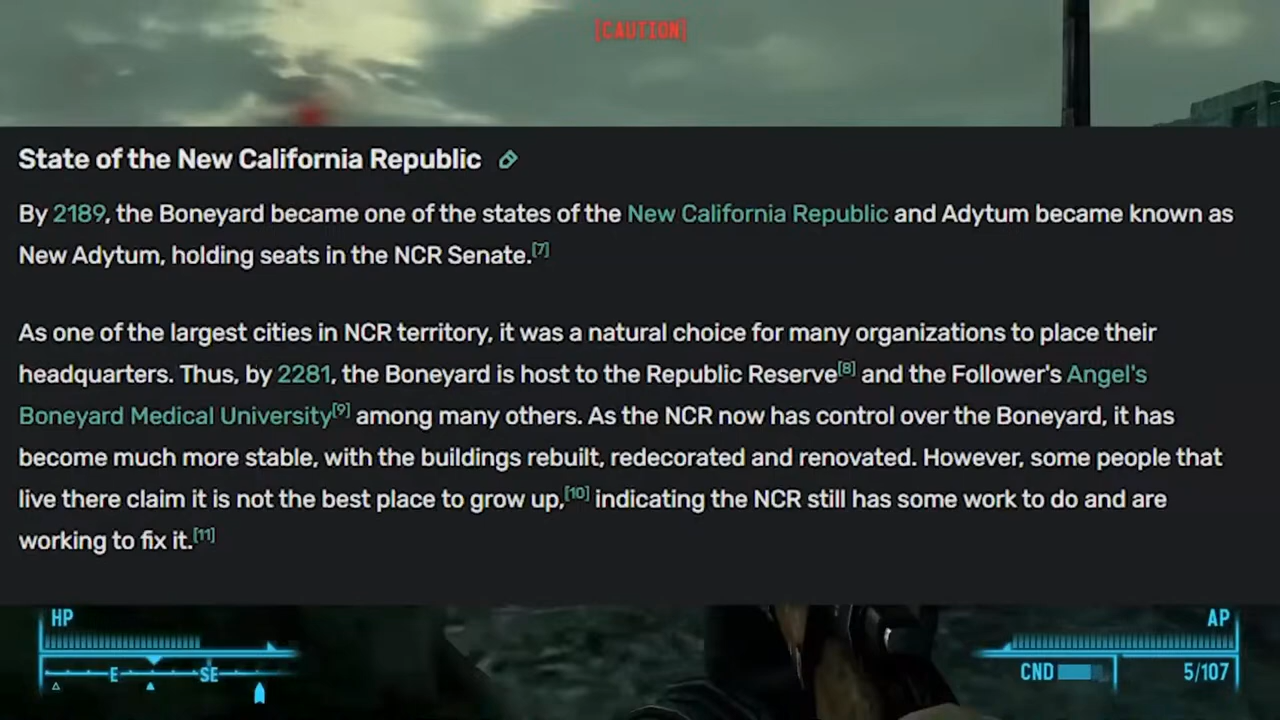 [CAUTION]
State of the New California Republic
By 2189, the Boneyard became one of the states of the New California Republic and Adytum became known as
New Adytum, holding seats in the NCR Senate.[7]
As one of the largest cities in NCR territory, it was a natural choice for many organizations to place their
headquarters. Thus, by 2281, the Boneyard is host to the Republic Reserve[8] and the Follower's Angel's
Boneyard Medical University[9] among many others. As the NCR now has control over the Boneyard, it has
become much more stable, with the buildings rebuilt, redecorated and renovated. However, some people that
live there claim it is not the best place to grow up,[10] indicating the NCR still has some work to do and are
working to fix it.[11]
HP
AP
E
SE
CND
5/107